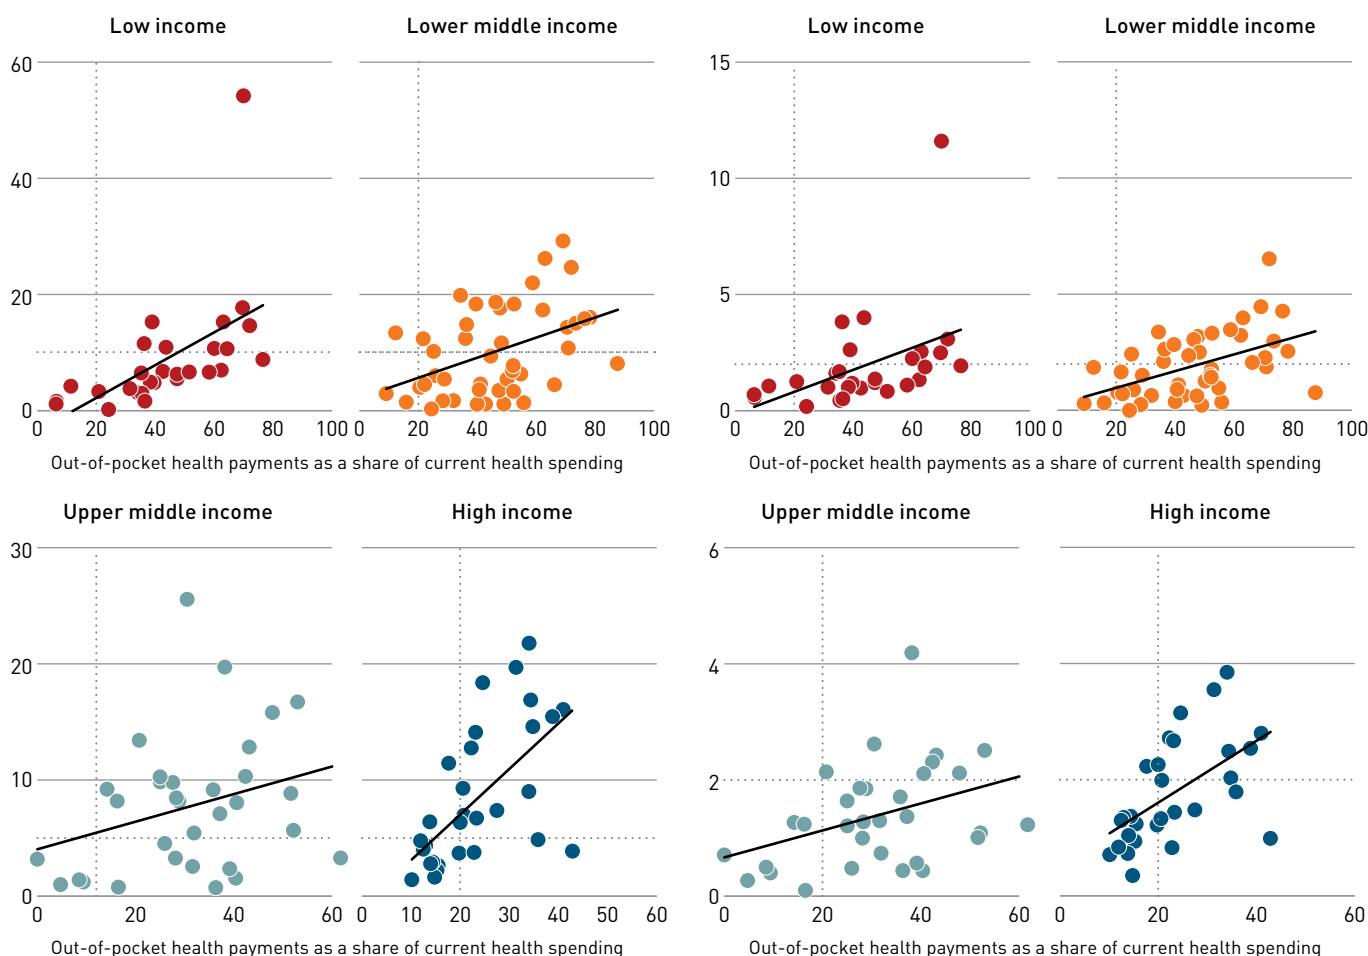 Low income Lower middle income Low income Lower middle income
60 15
40 10
20 5
0 0
0 20 40 60 80 100 0 20 40 60 80 100 0 20 40 60 80 100 0 20 40 60 80 100
Out-of-pocket health payments as a share of current health spending Out-of-pocket health payments as a share of current health spending
Upper middle income High income Upper middle income High income
30 6
20 4
10 2
0 0
0 20 40 60 0 10 20 30 40 50 60 0 20 40 60 0 20 40 60
Out-of-pocket health payments as a share of current health spending Out-of-pocket health payments as a share of current health spending